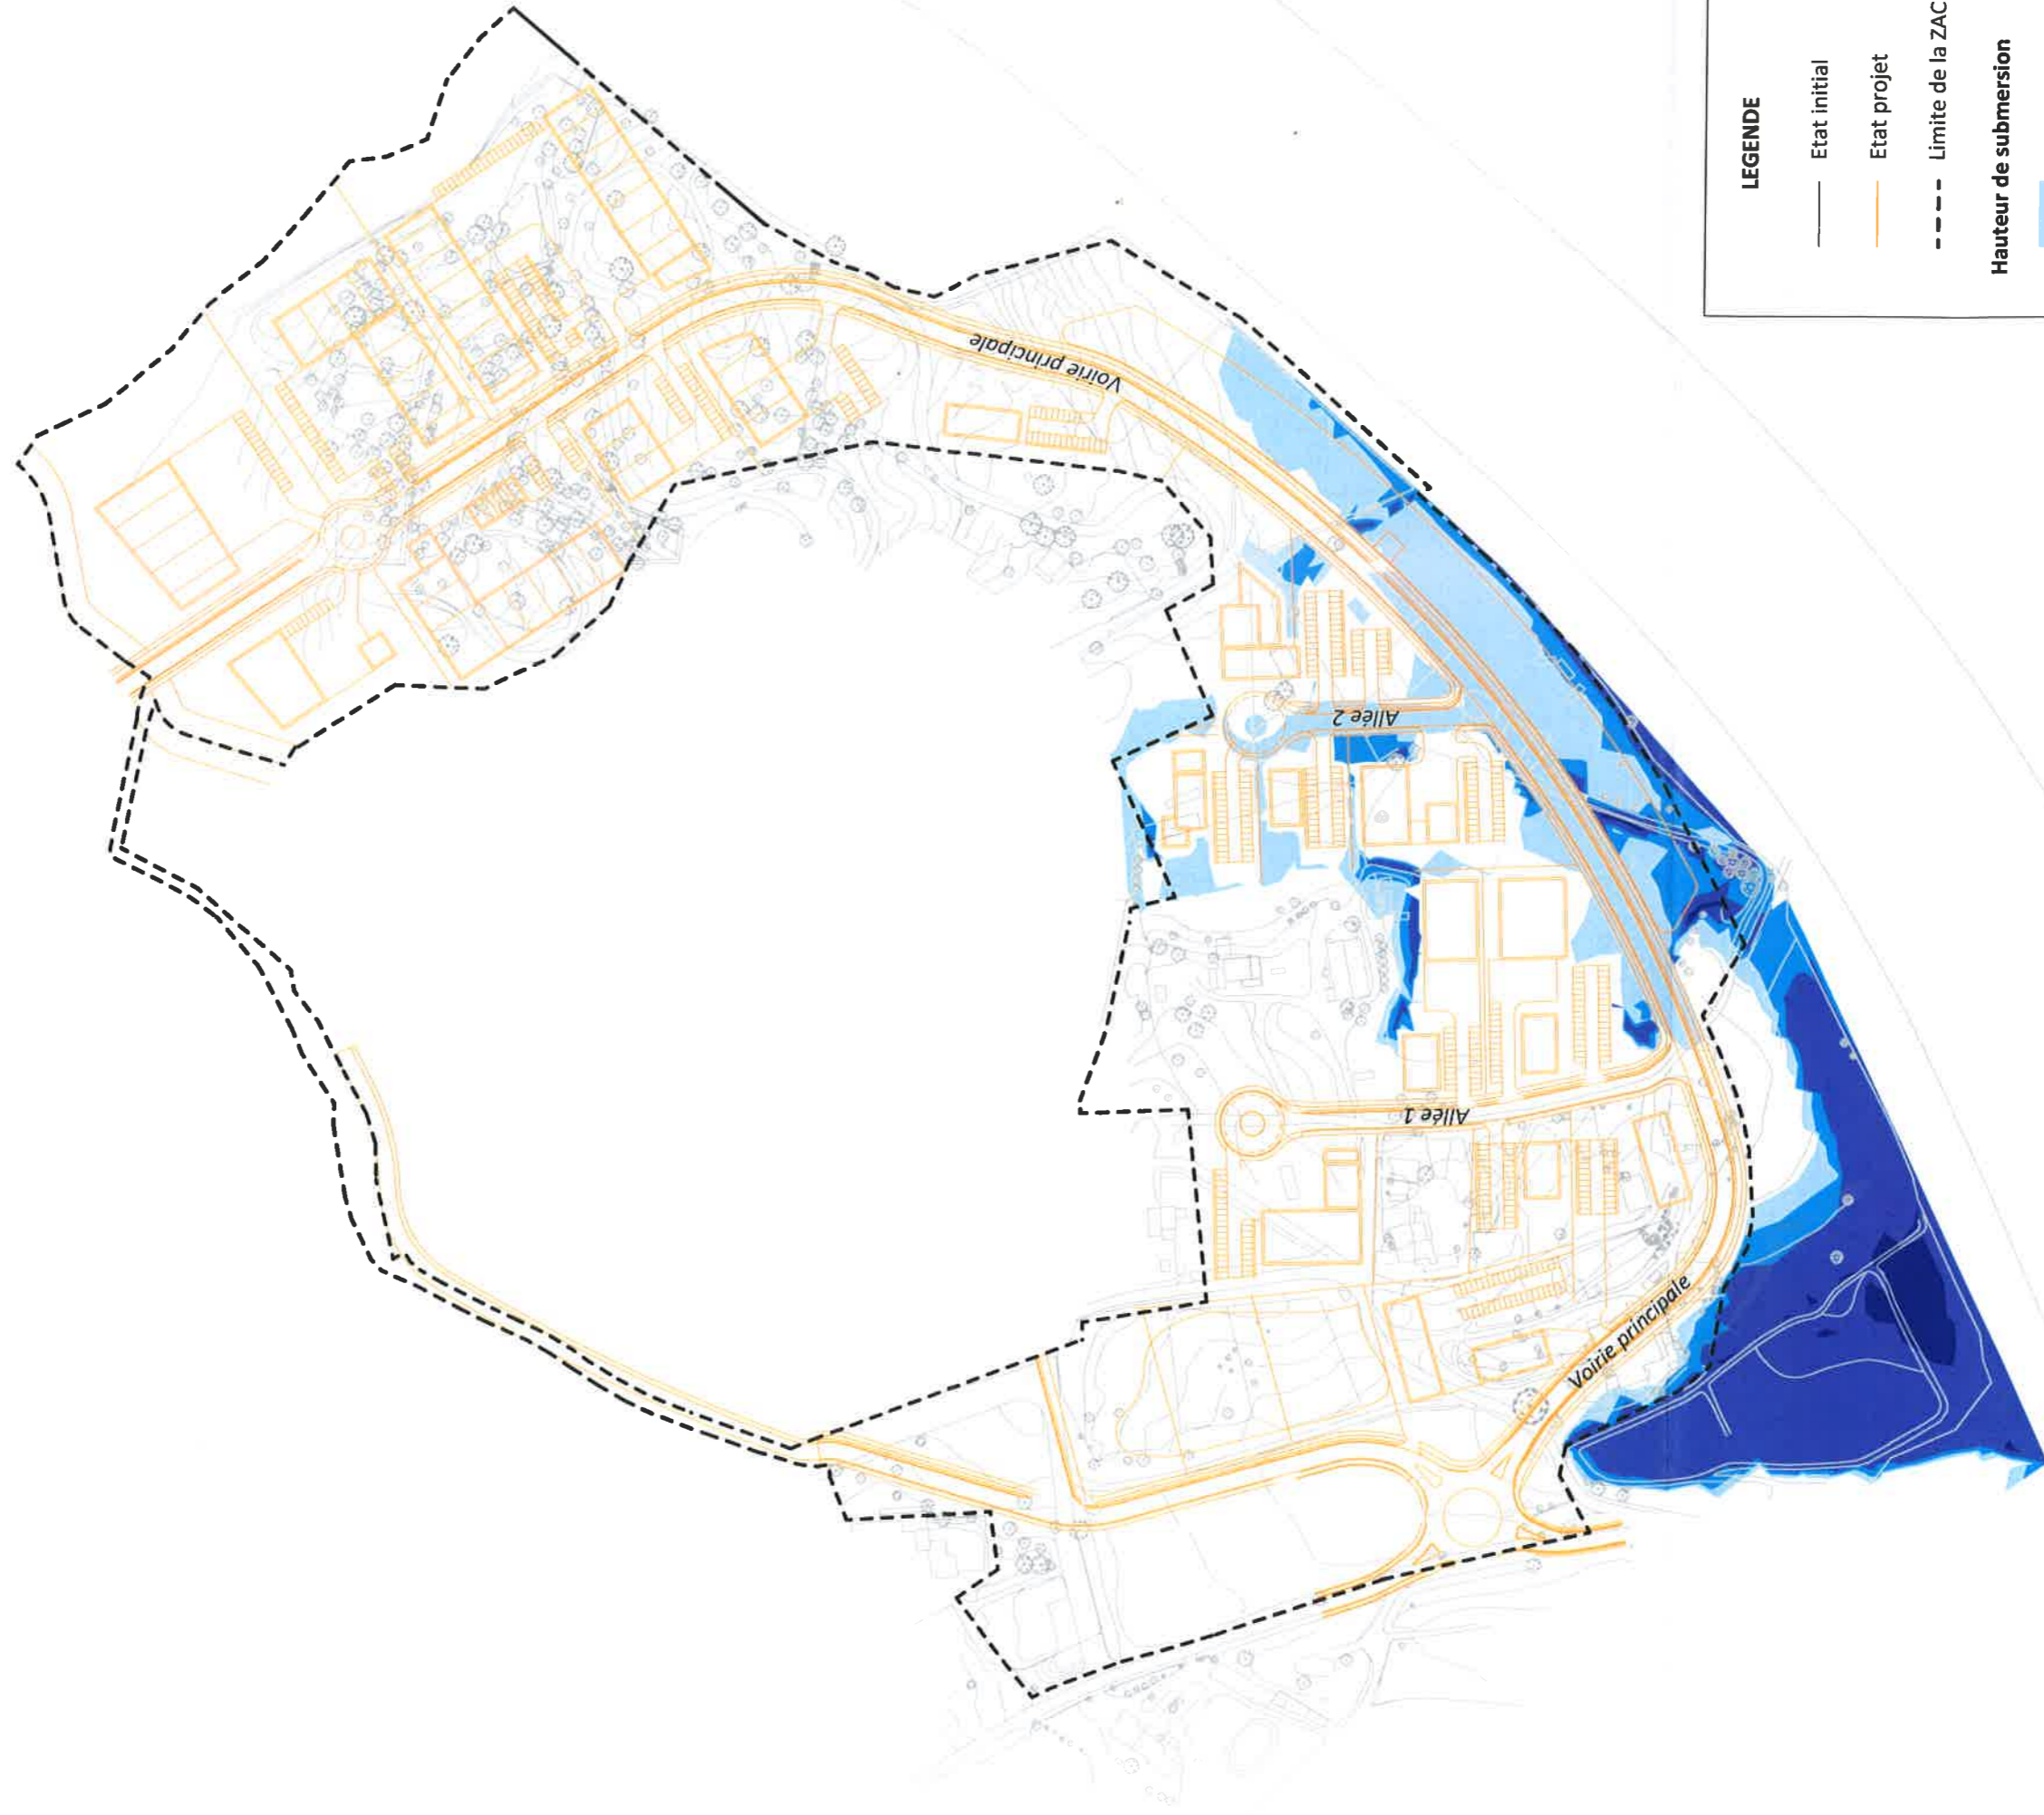 Voirie principale
Allée 2
Allée 1
Voirie principale
LEGENDE
Etat initial
Etat projet
Limite de la ZAC
Hauteur de submersion